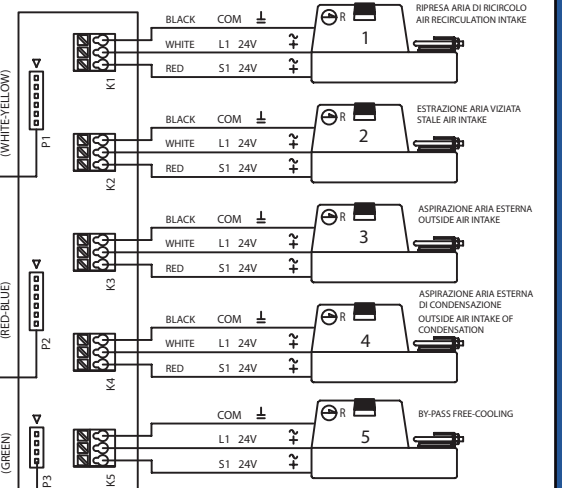 RIPRESA ARIA DI RICIRCOLO
AIR RECIRCULATION INTAKE
BLACK COM
WHITE L1 24V
RED S1 24V
R
1
K1
(WHITE-YELLOW)
P1
ESTRAZIONE ARIA VIZIATA
STALE AIR INTAKE
BLACK COM
WHITE L1 24V
RED S1 24V
R
2
K2
ASPIRAZIONE ARIA ESTERNA
OUTSIDE AIR INTAKE
BLACK COM
WHITE L1 24V
RED S1 24V
R
3
K3
(RED-BLUE)
P2
ASPIRAZIONE ARIA ESTERNA
DI CONDENSAZIONE
OUTSIDE AIR INTAKE OF
CONDENSATION
BLACK COM
WHITE L1 24V
RED S1 24V
R
4
K4
BY-PASS FREE-COOLING
COM
L1 24V
S1 24V
R
5
K5
(GREEN)
P3